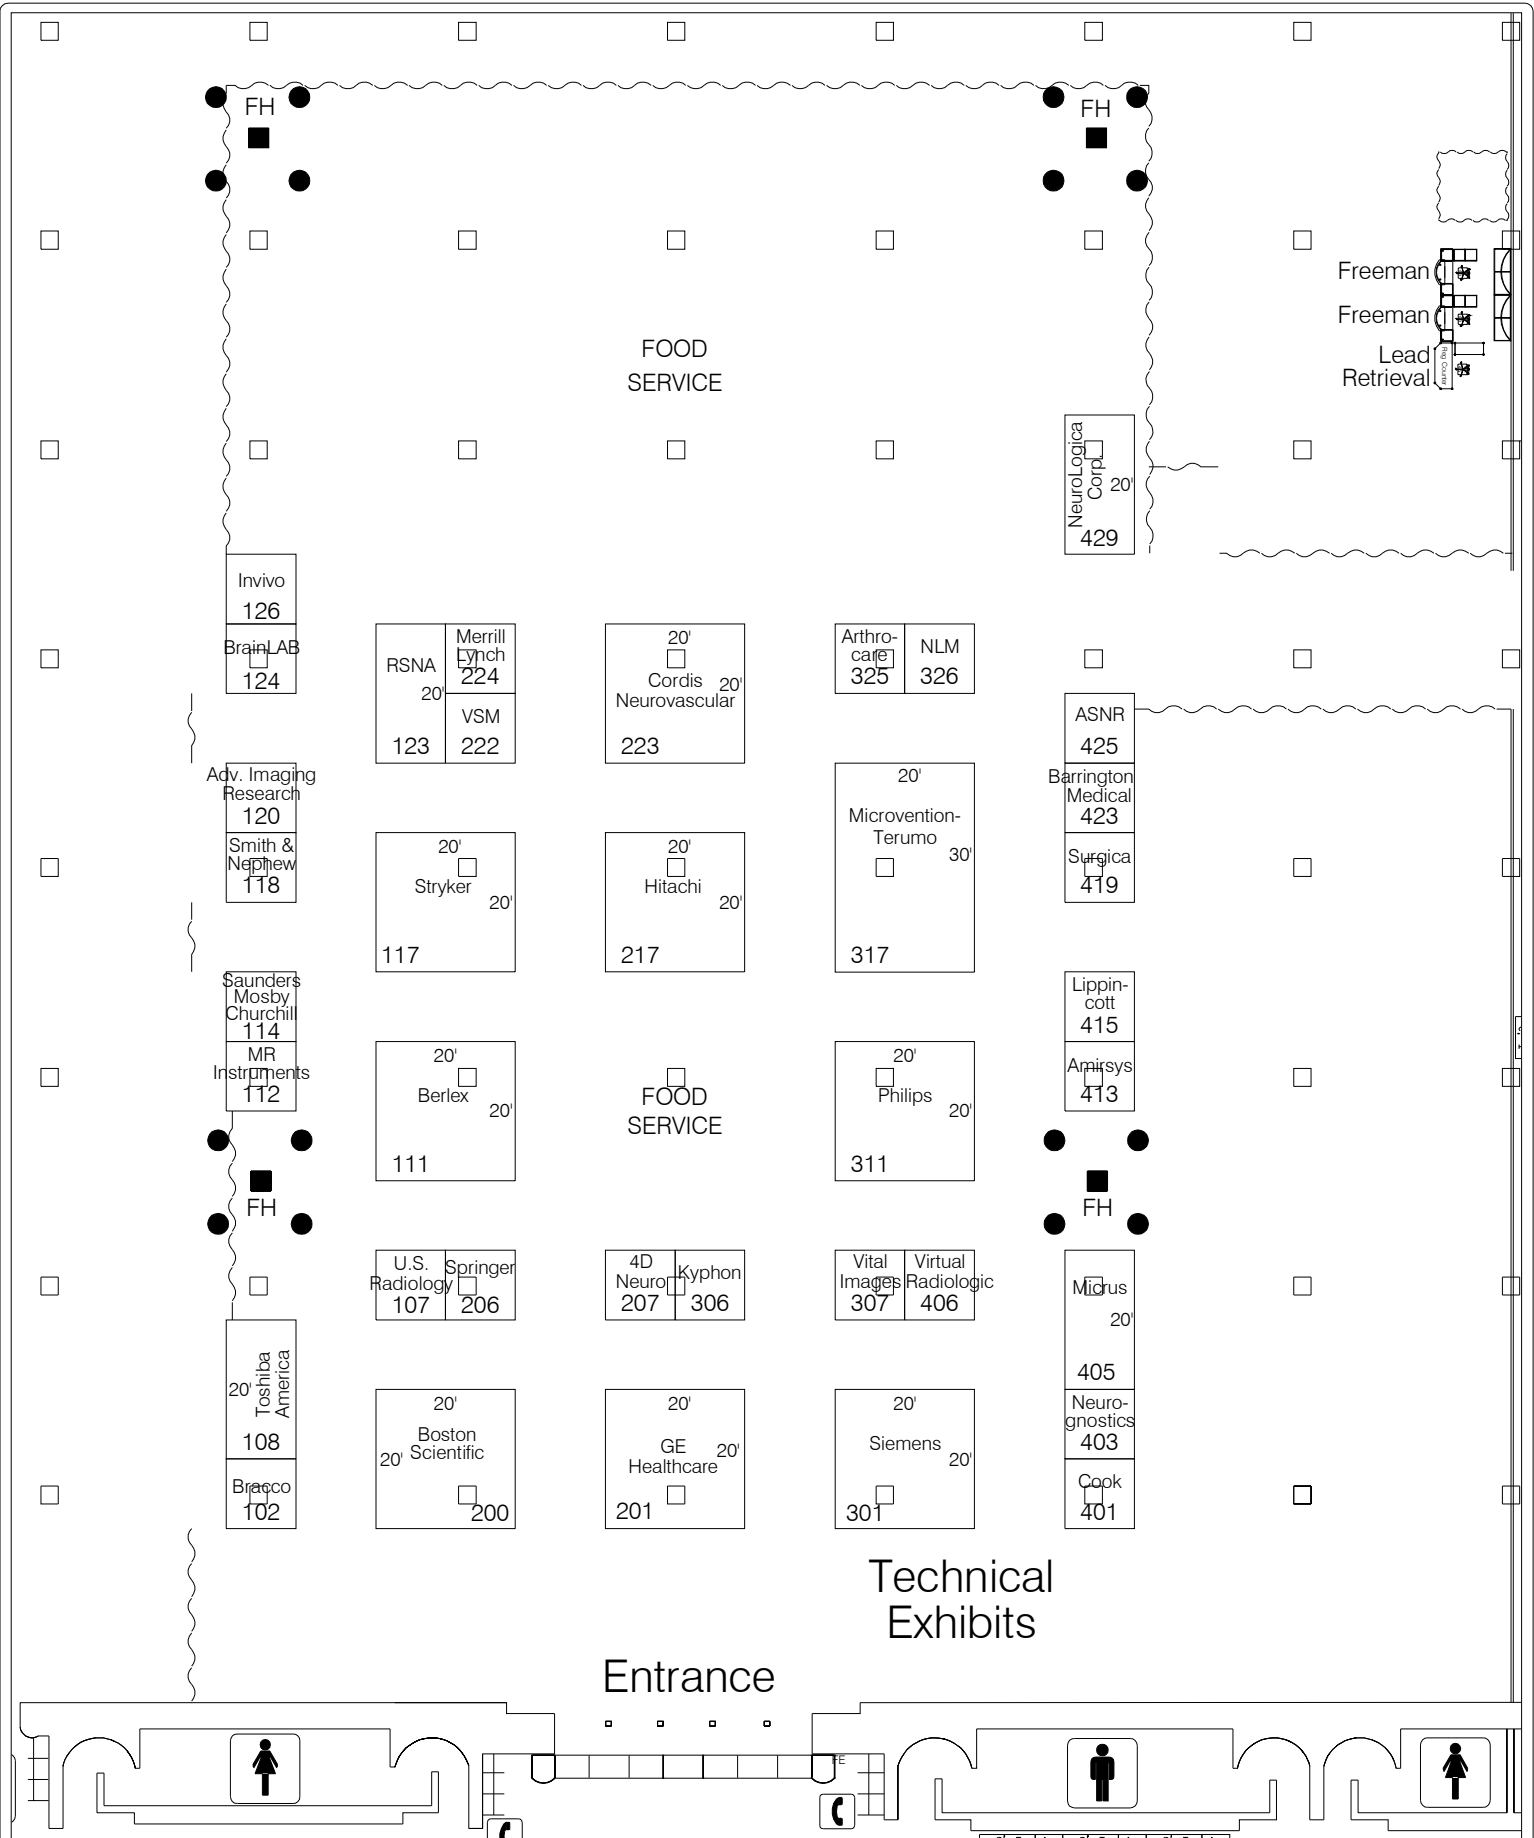 FH
FH
Freeman
Freeman
Lead
Retrieval
Reg Counter
FOOD
SERVICE
NeuroLogica
Corp.
20'
429
Invivo
126
BrainLAB
124
RSNA
20'
123
Merrill
Lynch
224
VSM
222
20'
Cordis
Neurovascular
20'
223
Arthro-
care
325
NLM
326
ASNR
425
Adv. Imaging
Research
120
Smith &
Nephew
118
20'
Stryker
20'
117
20'
Hitachi
20'
217
20'
Microvention-
Terumo
30'
317
Barrington
Medical
423
Surgica
419
Saunders
Mosby
Churchill
114
MR
Instruments
112
20'
Berlex
20'
111
FOOD
SERVICE
20'
Philips
20'
311
Lippin-
cott
415
Amirsys
413
FH
FH
U.S.
Radiology
107
Springer
206
4D
Neuro
207
Kyphon
306
Vital
Images
307
Virtual
Radiologic
406
Micrus
20'
405
20'
Toshiba
America
108
Bracco
102
20'
Boston
Scientific
20'
200
20'
GE
Healthcare
20'
201
20'
Siemens
20'
301
Neuro-
gnostics
403
Cook
401
Technical
Exhibits
Entrance
FE